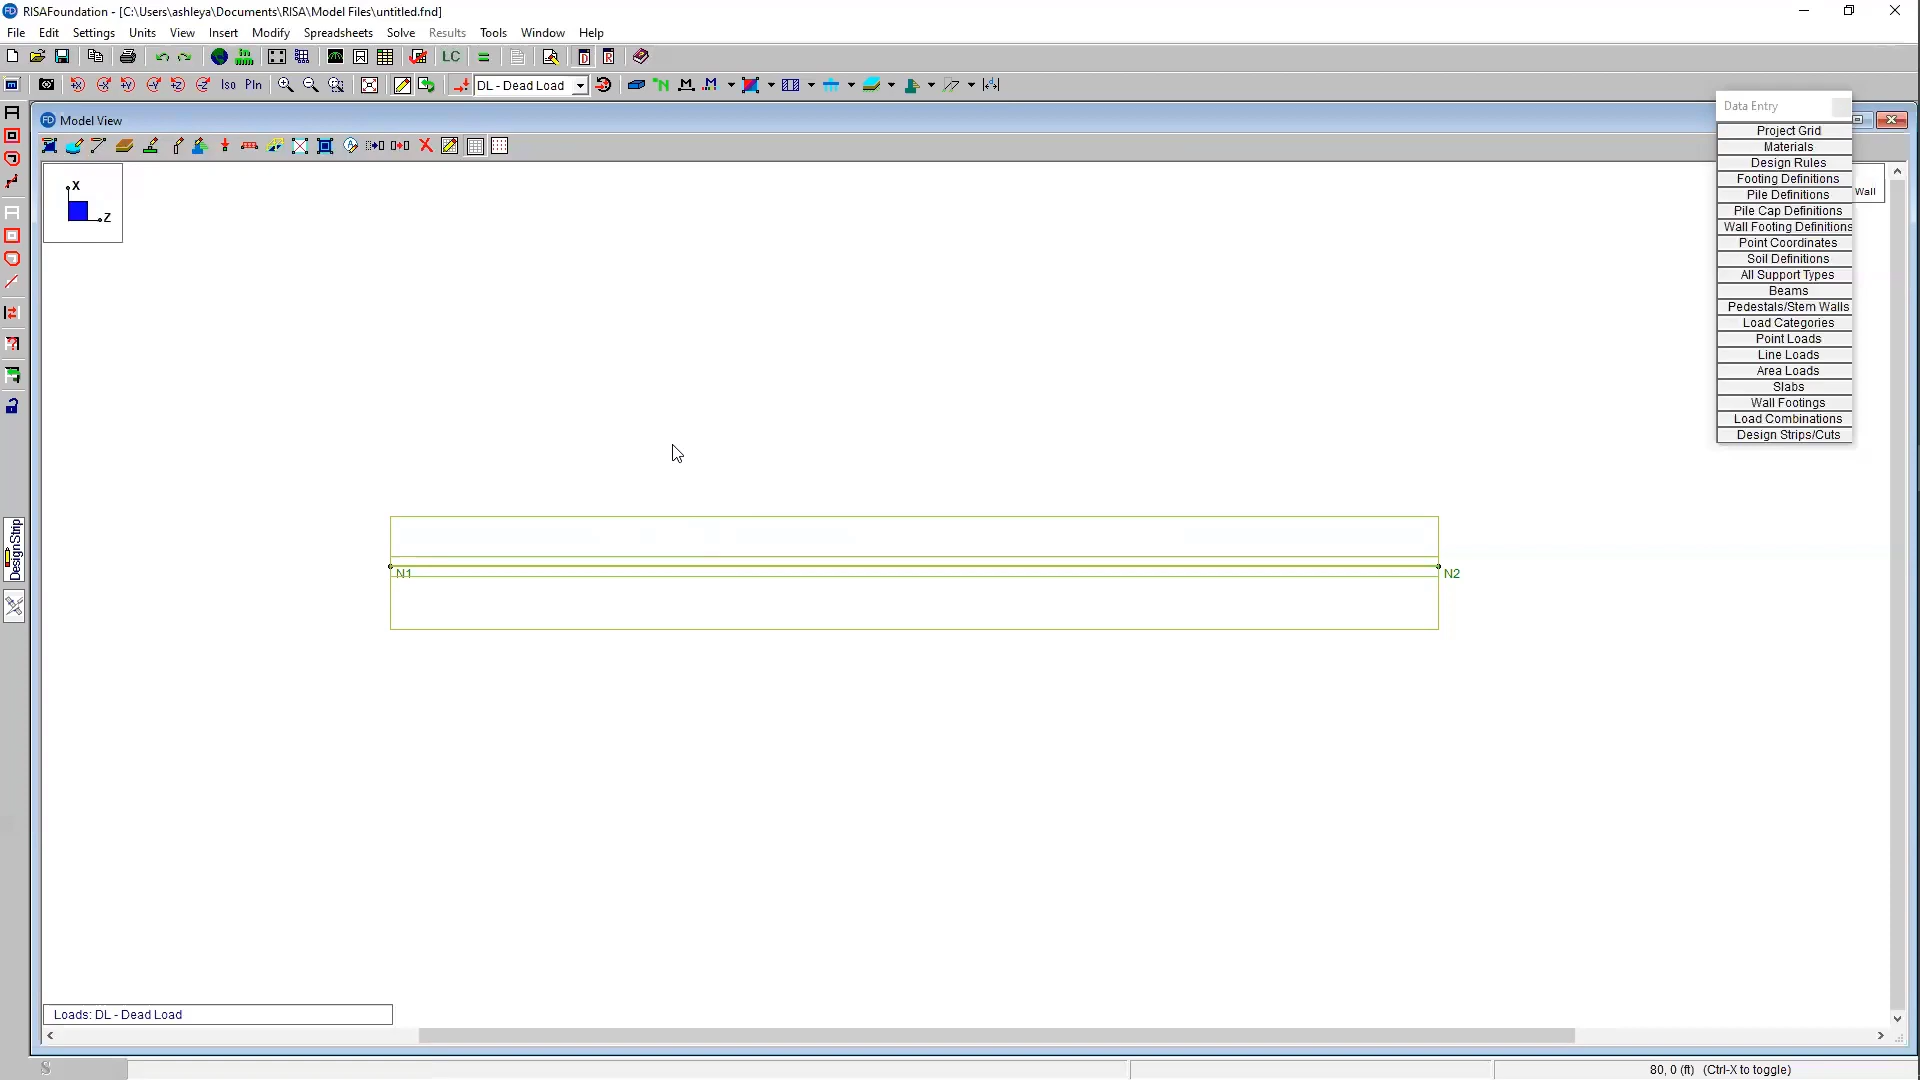 RISAFoundation - [C:\Users\ashleya\Documents\RISA\Model Files\untitled.fnd]
File Edit Settings Units View Insert Modify Spreadsheets Solve Results Tools Window Help
LC
Iso Pln DL - Dead Load
Model View
Data Entry
Project Grid
Materials
Design Rules
Footing Definitions
Pile Definitions
Wall
Pile Cap Definitions
Wall Footing Definitions
Point Coordinates
Soil Definitions
All Support Types
Beams
Pedestals/Stem Walls
Load Categories
Point Loads
Line Loads
Area Loads
Slabs
Wall Footings
Load Combinations
Design Strips/Cuts
X
Z
DesignStrip
N1
N2
Loads: DL - Dead Load
S
80, 0 (ft) (Ctrl-X to toggle)